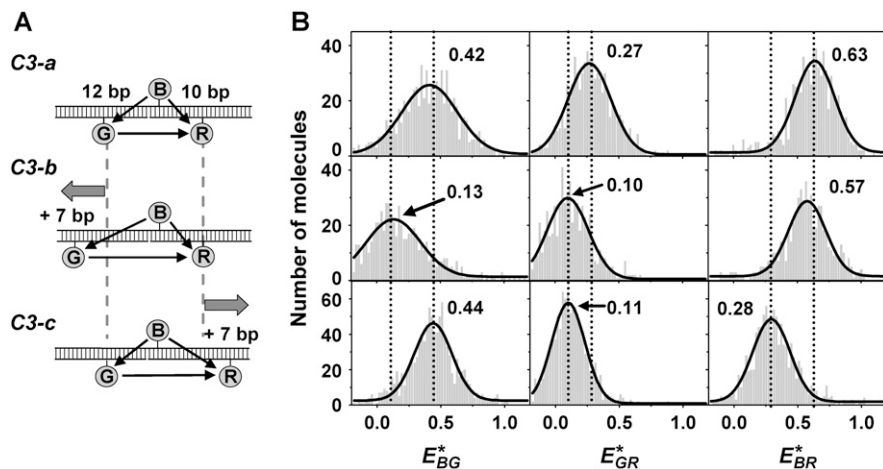 A
C3-a
12 bp
B
10 bp
G
R
C3-b
+ 7 bp
B
G
R
C3-c
+ 7 bp
B
G
R
B
Number of molecules
40
20
0
0.42
0.27
0.63
40
20
0
0.13
0.10
0.57
60
40
20
0
0.44
0.11
0.28
0.0 0.5 1.0
0.0 0.5 1.0
0.0 0.5 1.0
E*BG
E*GR
E*BR